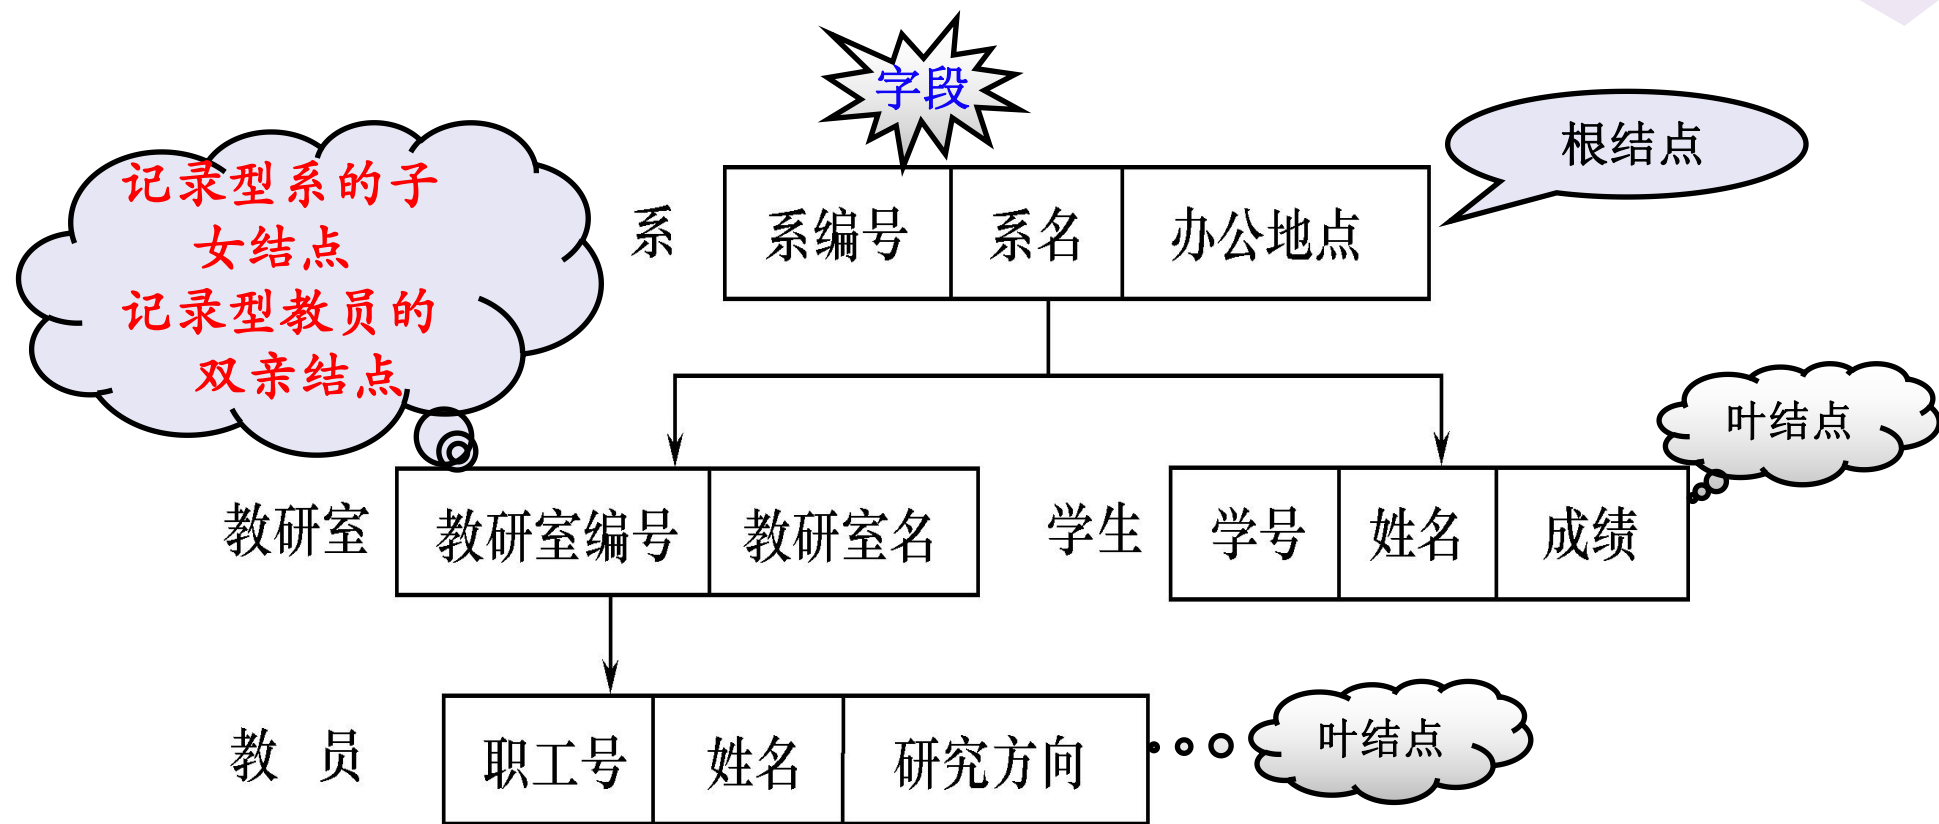 字段
根结点
记录型系的子
女结点
记录型教员的
双亲结点
系 系编号 系名 办公地点
叶结点
教研室 教研室编号 教研室名 学生 学号 姓名 成绩
教 员 职工号 姓名 研究方向
叶结点